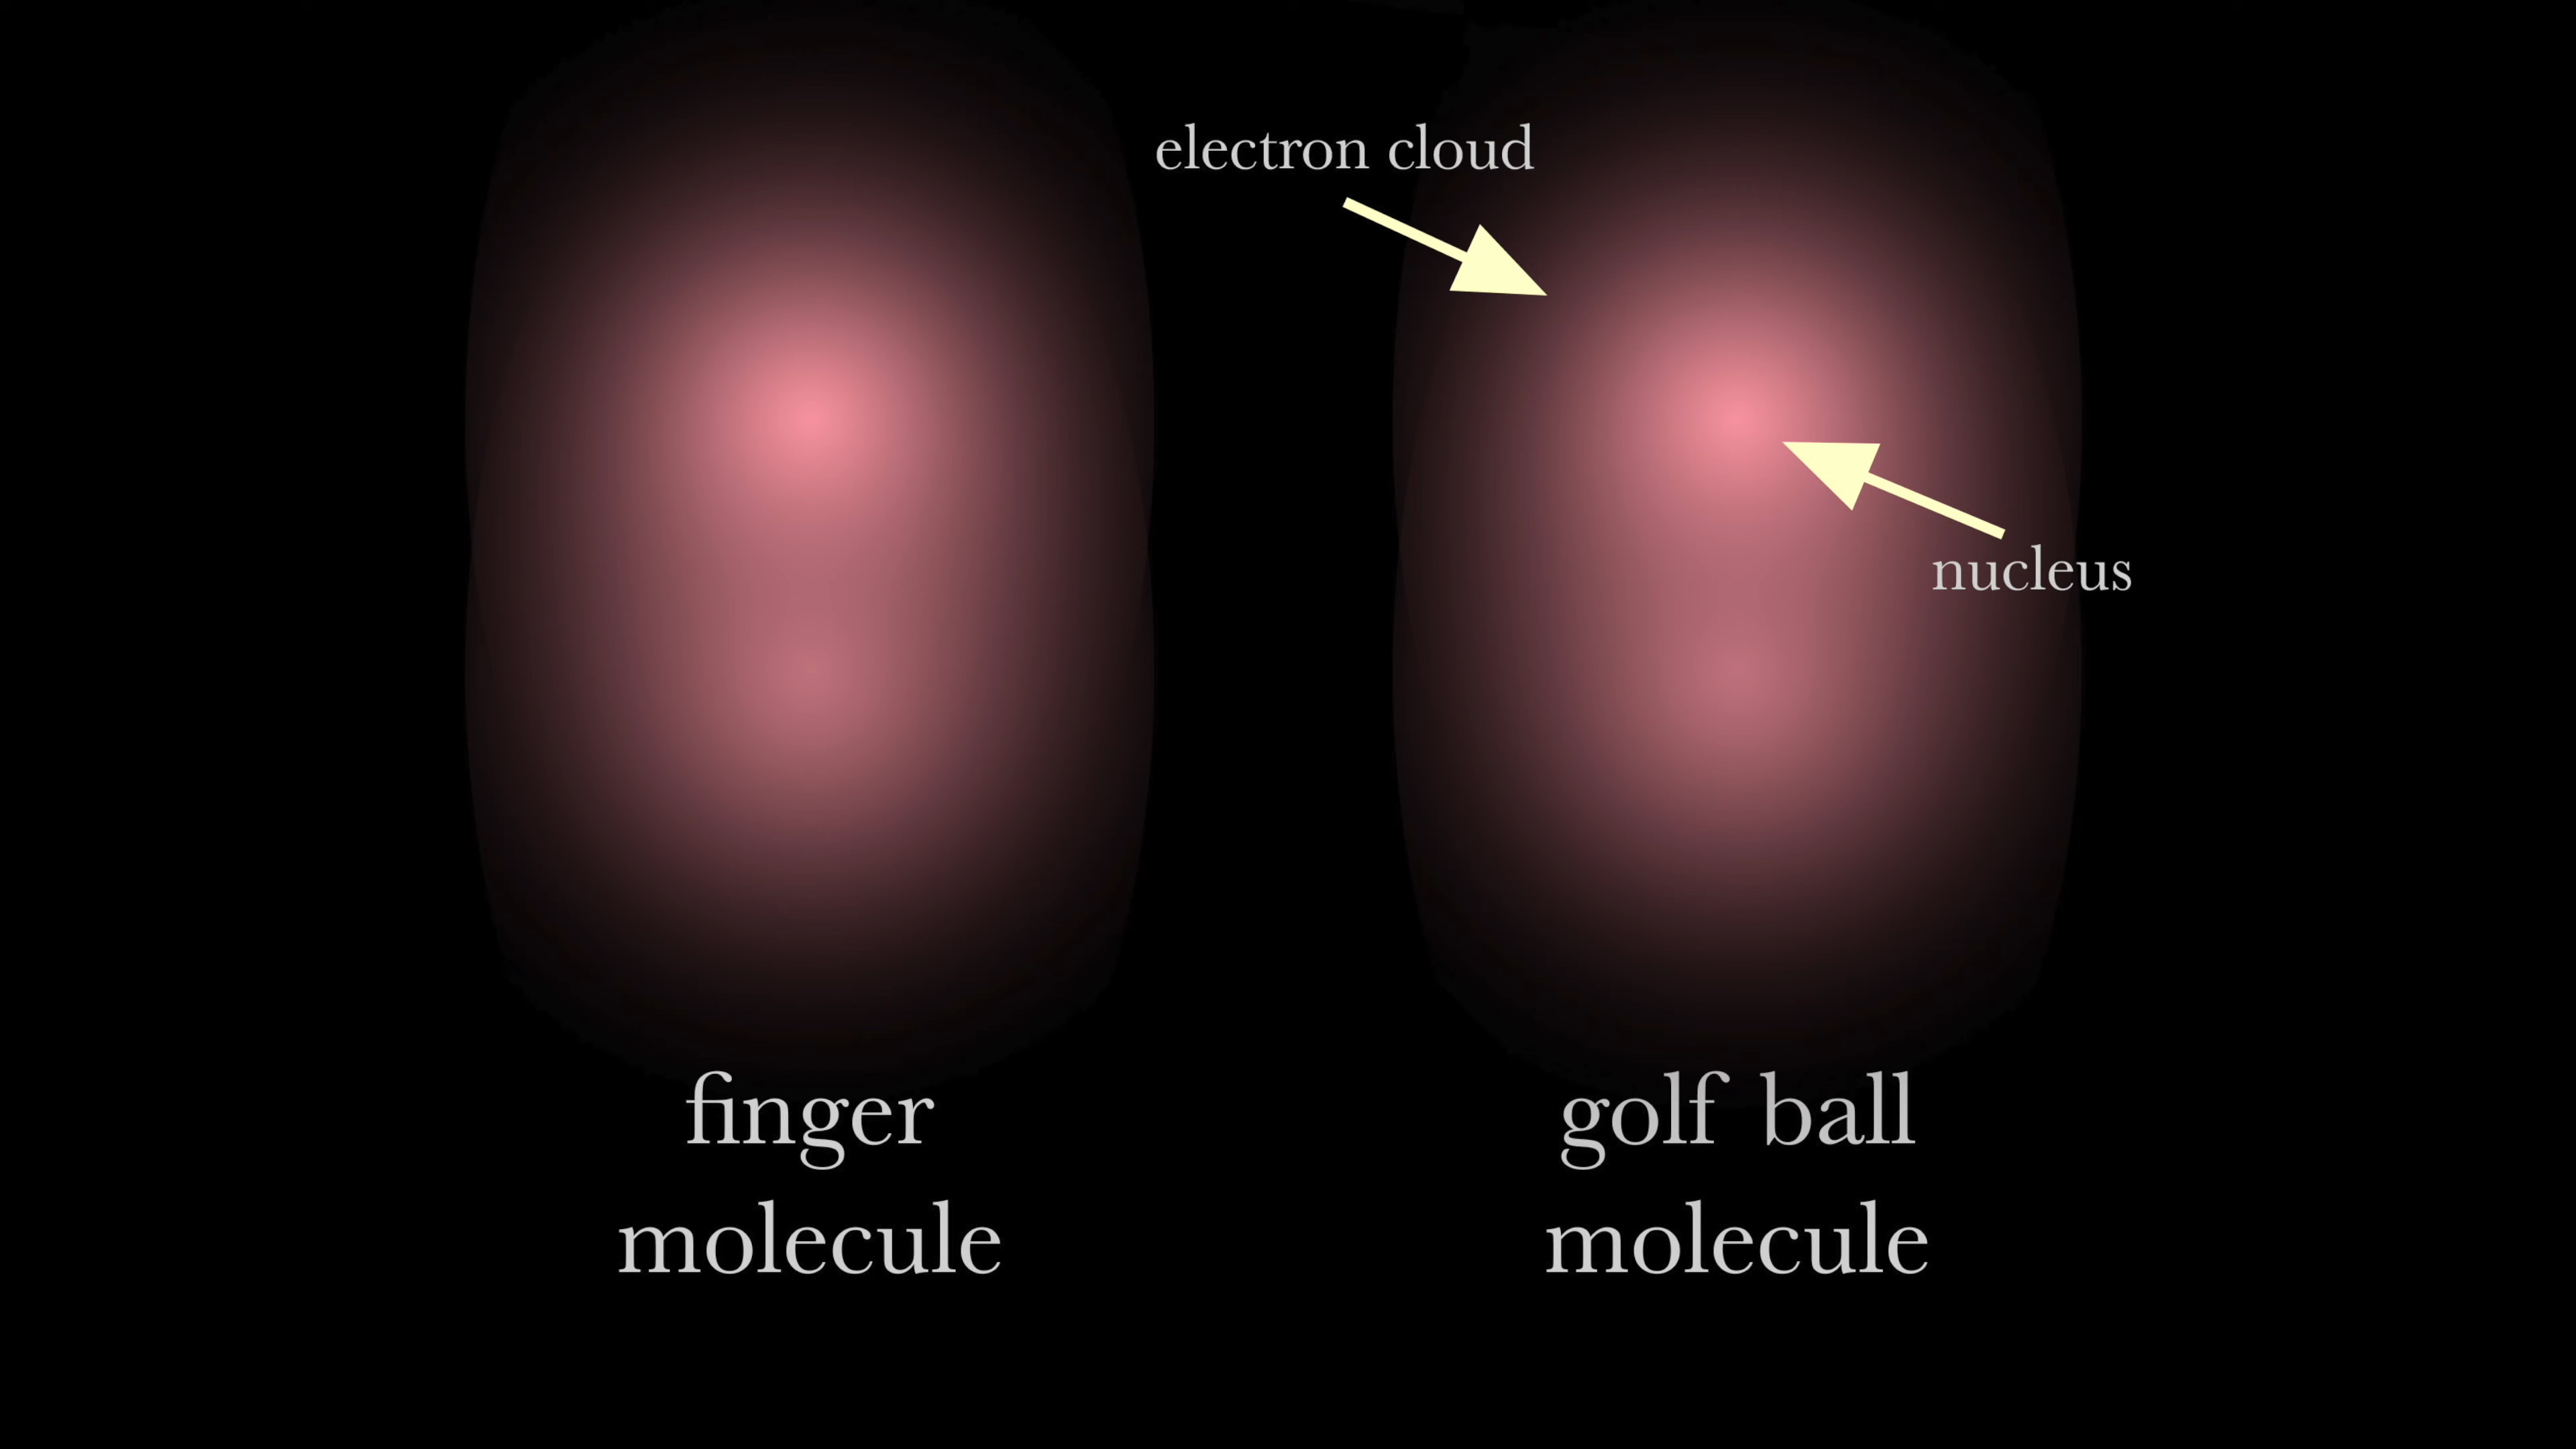 electron cloud
nucleus
finger
molecule
golf ball
molecule